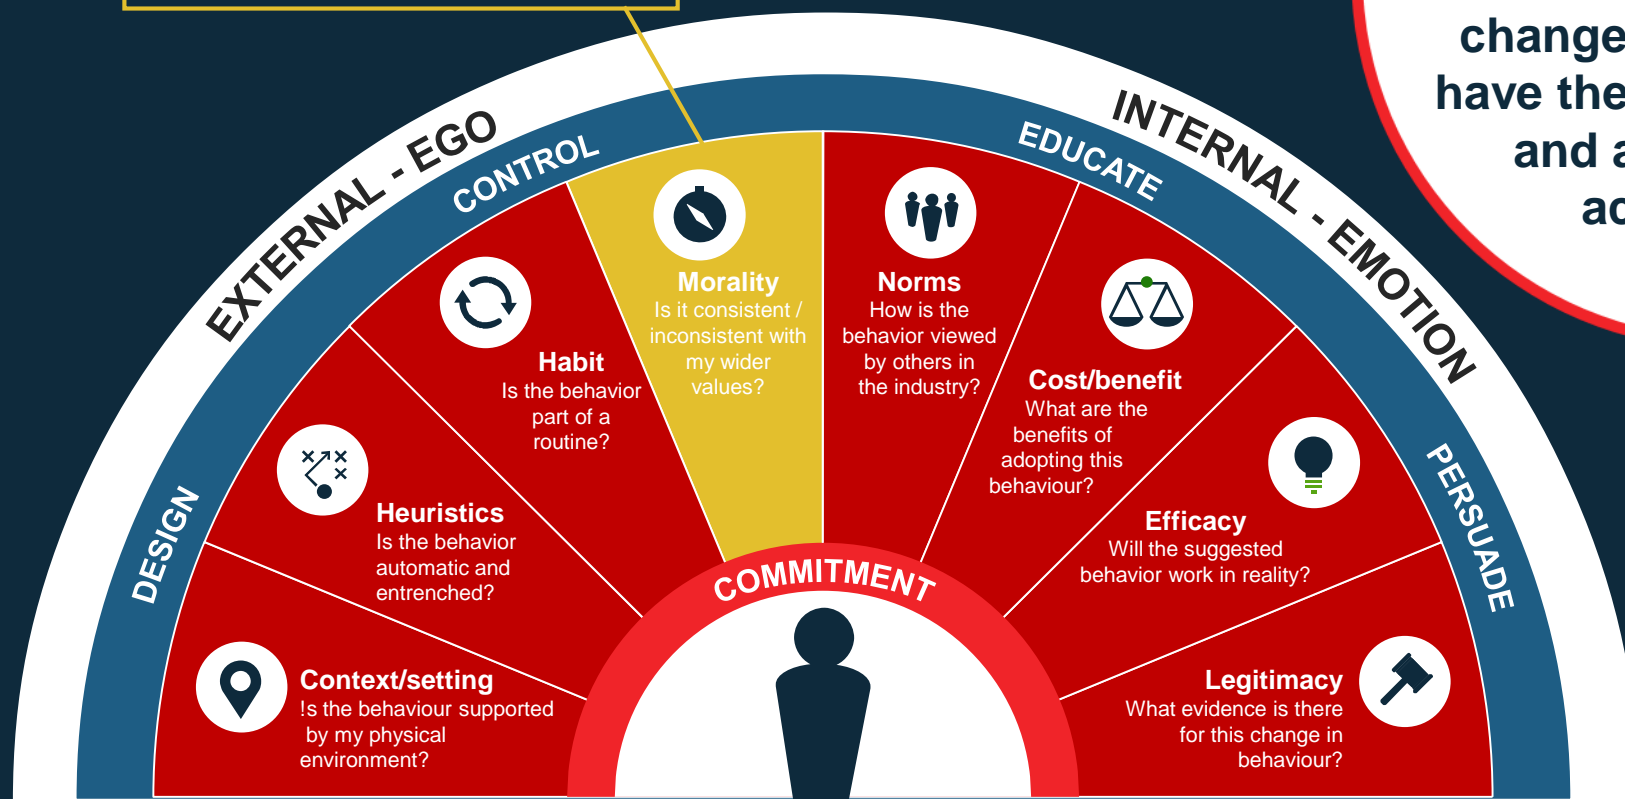 change
have the
and a
ac
EXTERNAL - EGO
INTERNAL - EMOTION
DESIGN
CONTROL
EDUCATE
PERSUADE
Context/setting
!s the behaviour supported
by my physical
environment?
Heuristics
Is the behavior
automatic and
entrenched?
Habit
Is the behavior
part of a
routine?
Morality
Is it consistent /
inconsistent with
my wider
values?
Norms
How is the
behavior viewed
by others in
the industry?
Cost/benefit
What are the
benefits of
adopting this
behaviour?
Efficacy
Will the suggested
behavior work in reality?
Legitimacy
What evidence is there
for this change in
behaviour?
COMMITMENT